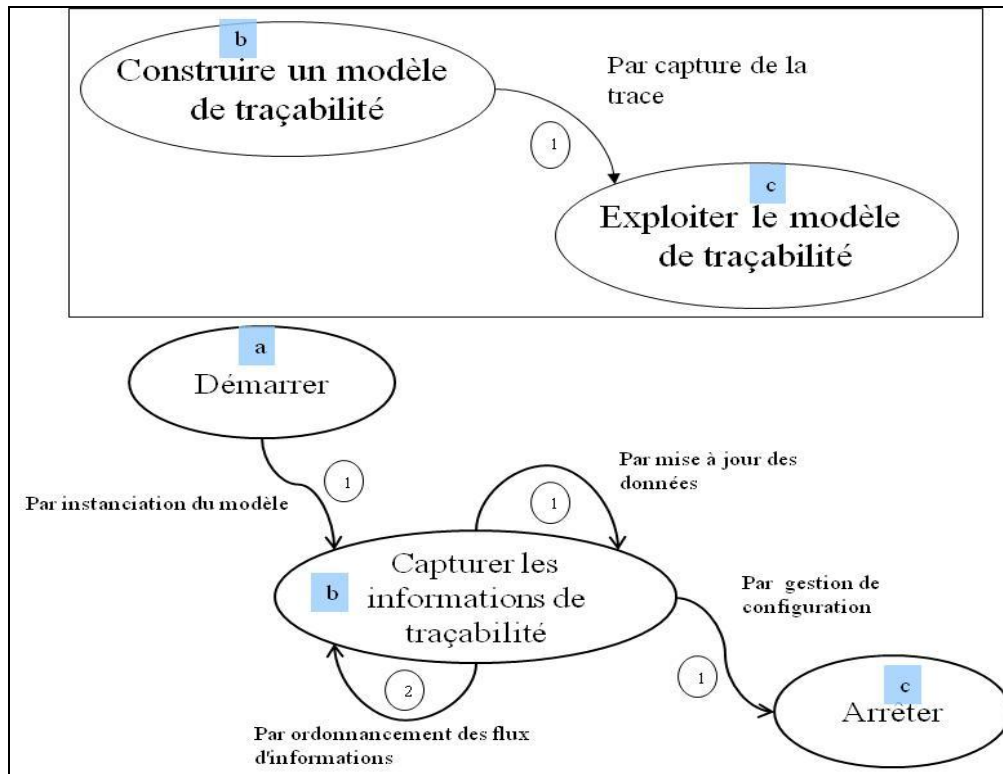 b
Construire un modèle
de traçabilité
Par capture de la
trace
1
c
Exploiter le modèle
de traçabilité
a
Démarrer
Par instanciation du modèle
1
Par mise à jour des
données
1
b
Capturer les
informations de
traçabilité
Par gestion de
configuration
1
2
Par ordonnancement des flux
d'informations
c
Arrêter